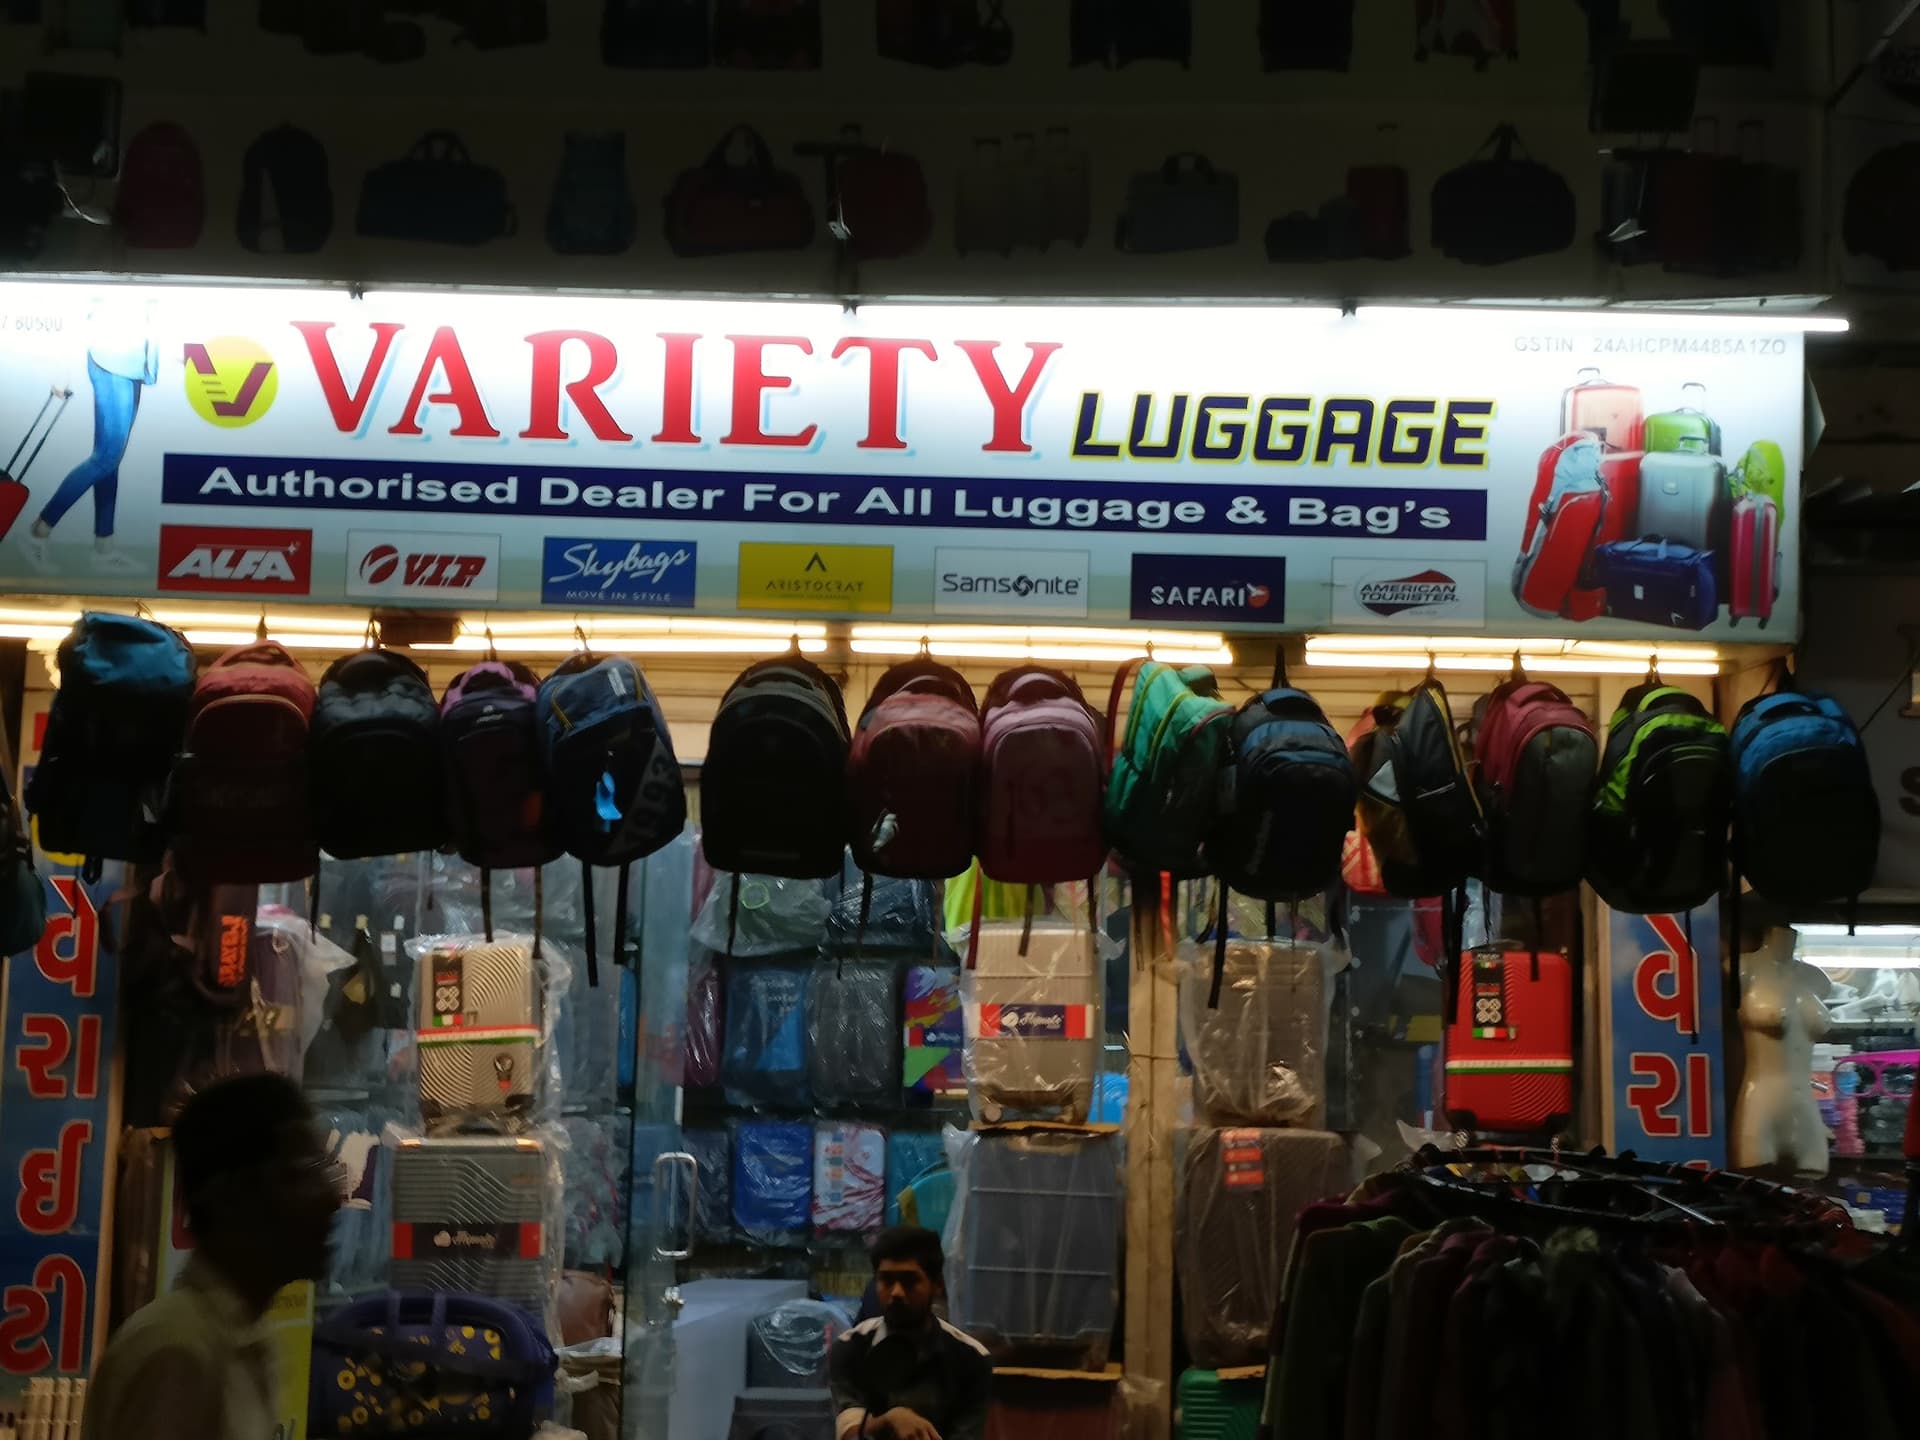 GSTIN 24AHCPM4485A1ZO
VARIETY LUGGAGE
Authorised Dealer For All Luggage & Bag's
ALFA
V.I.P
Skybags
MOVE IN STYLE
ARISTOCRAT
Samsonite
SAFARI
AMERICAN TOURISTER
1993
વે
રા
ઈ
ટી
વે
રા